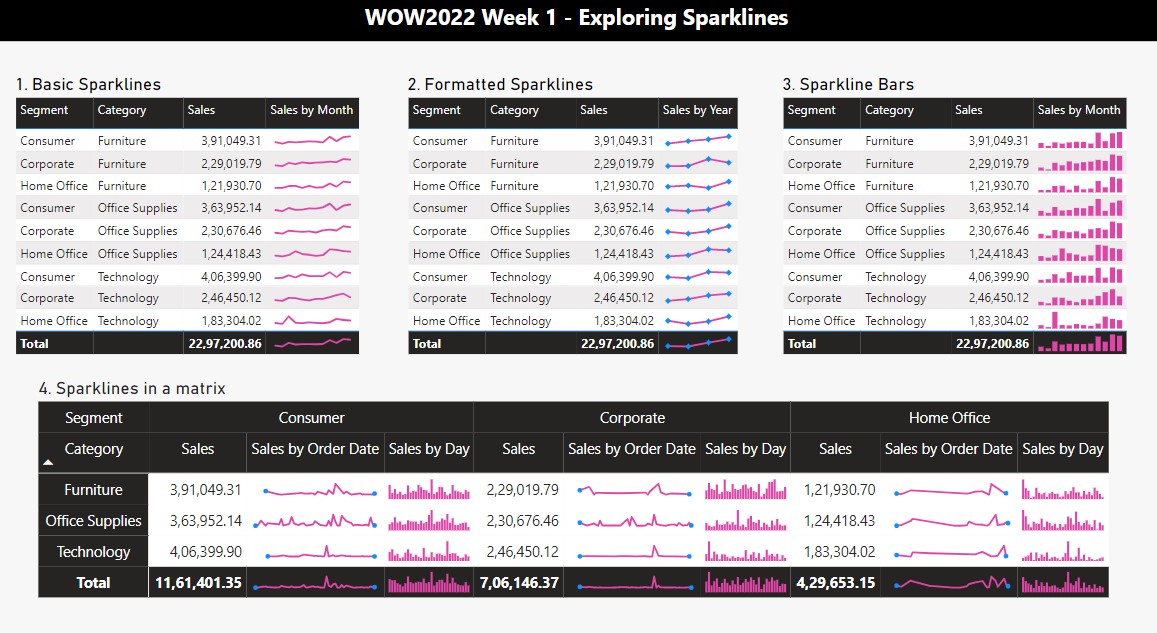 WOW2022 Week 1 - Exploring Sparklines
1. Basic Sparklines
Segment Category Sales Sales by Month
Consumer Furniture 3,91,049.31
Corporate Furniture 2,29,019.79
Home Office Furniture 1,21,930.70
Consumer Office Supplies 3,63,952.14
Corporate Office Supplies 2,30,676.46
Home Office Office Supplies 1,24,418.43
Consumer Technology 4,06,399.90
Corporate Technology 2,46,450.12
Home Office Technology 1,83,304.02
Total 22,97,200.86
2. Formatted Sparklines
Segment Category Sales Sales by Year
Consumer Furniture 3,91,049.31
Corporate Furniture 2,29,019.79
Home Office Furniture 1,21,930.70
Consumer Office Supplies 3,63,952.14
Corporate Office Supplies 2,30,676.46
Home Office Office Supplies 1,24,418.43
Consumer Technology 4,06,399.90
Corporate Technology 2,46,450.12
Home Office Technology 1,83,304.02
Total 22,97,200.86
3. Sparkline Bars
Segment Category Sales Sales by Month
Consumer Furniture 3,91,049.31
Corporate Furniture 2,29,019.79
Home Office Furniture 1,21,930.70
Consumer Office Supplies 3,63,952.14
Corporate Office Supplies 2,30,676.46
Home Office Office Supplies 1,24,418.43
Consumer Technology 4,06,399.90
Corporate Technology 2,46,450.12
Home Office Technology 1,83,304.02
Total 22,97,200.86
4. Sparklines in a matrix
Segment Consumer Corporate Home Office
Category Sales Sales by Order Date Sales by Day Sales Sales by Order Date Sales by Day Sales Sales by Order Date Sales by Day
Furniture 3,91,049.31 2,29,019.79 1,21,930.70
Office Supplies 3,63,952.14 2,30,676.46 1,24,418.43
Technology 4,06,399.90 2,46,450.12 1,83,304.02
Total 11,61,401.35 7,06,146.37 4,29,653.15